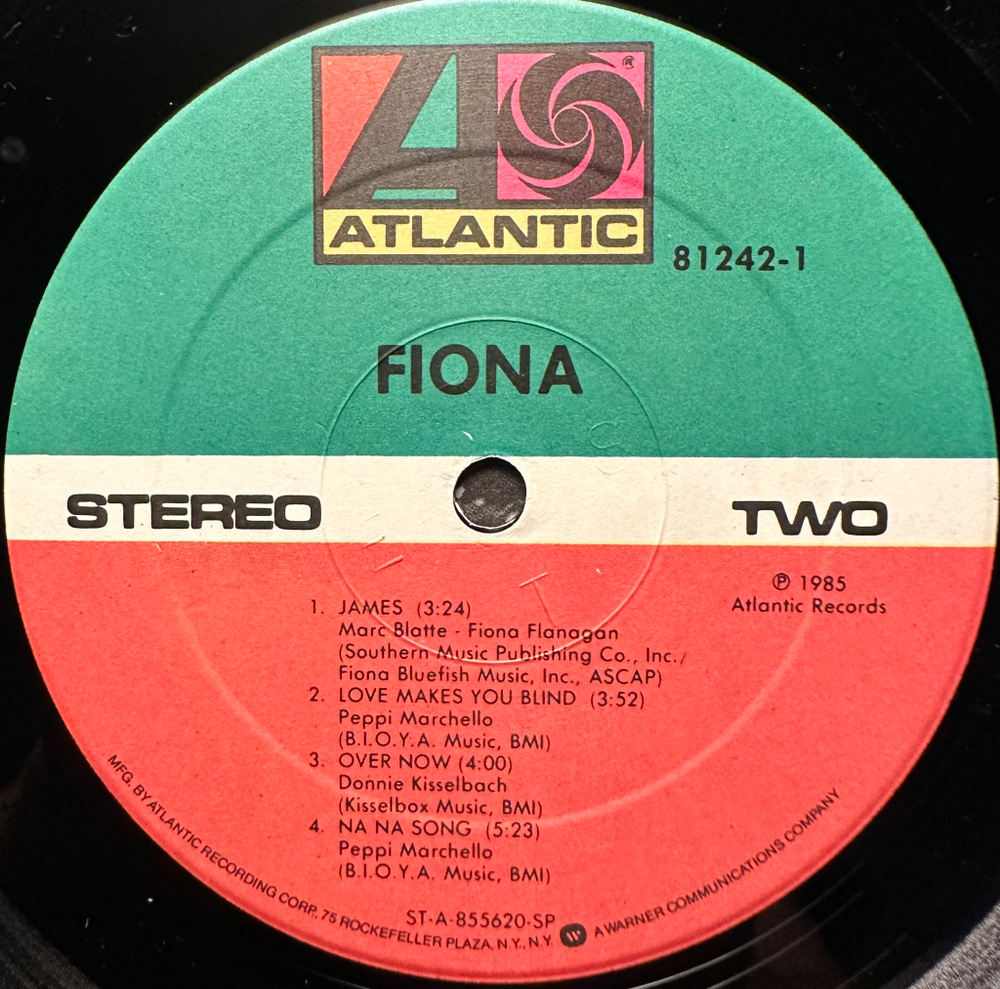 ATLANTIC
81242-1
FIONA
STEREO
TWO
℗ 1985
Atlantic Records
1. JAMES (3:24)
Marc Blatte - Fiona Flanagan
(Southern Music Publishing Co., Inc./
Fiona Bluefish Music, Inc., ASCAP)
2. LOVE MAKES YOU BLIND (3:52)
Peppi Marchello
(B.I.O.Y.A. Music, BMI)
3. OVER NOW (4:00)
Donnie Kisselbach
(Kisselbox Music, BMI)
4. NA NA SONG (5:23)
Peppi Marchello
(B.I.O.Y.A. Music, BMI)
ST-A-855620-SP
MFG. BY ATLANTIC RECORDING CORP., 75 ROCKEFELLER PLAZA, N.Y., N.Y. A WARNER COMMUNICATIONS COMPANY